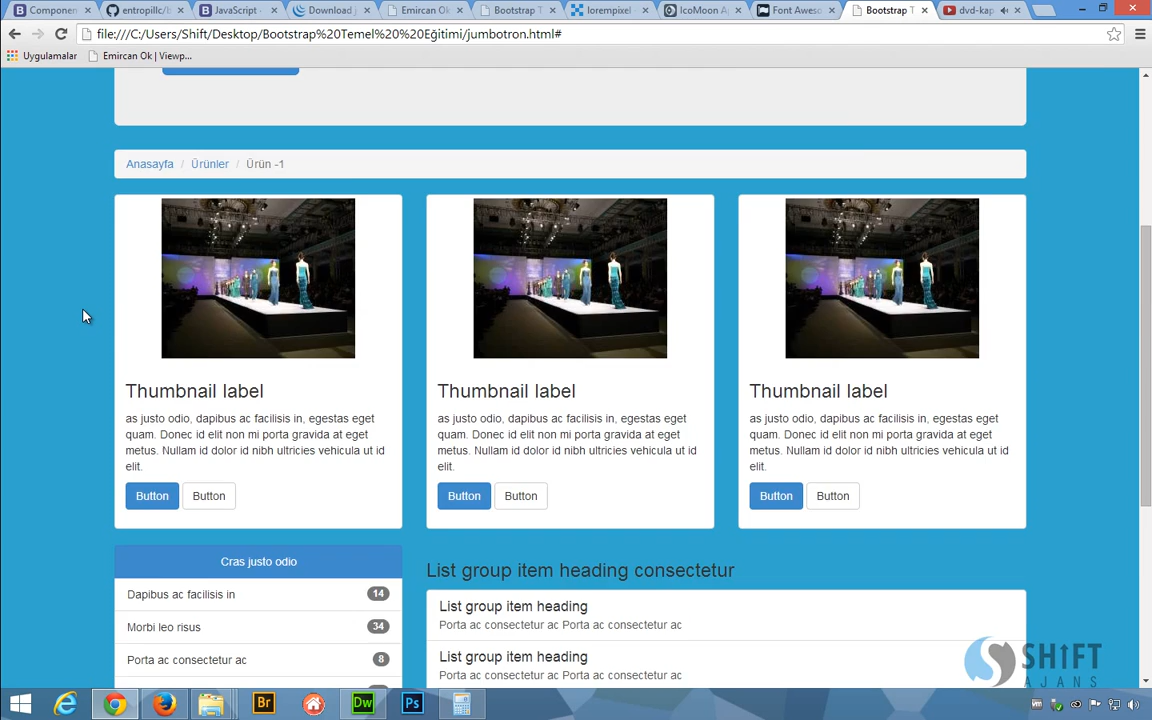 Componen
entropillc/b
JavaScript -
Download j
Emircan Ok
Bootstrap T
lorempixel
IcoMoon A
Font Aweso
Bootstrap T
dvd-kap
file:///C:/Users/Shift/Desktop/Bootstrap%20Temel%20%20Eğitimi/jumbotron.html#
Uygulamalar
Emircan Ok | Viewp...
Anasayfa / Ürünler / Ürün -1
Thumbnail label
as justo odio, dapibus ac facilisis in, egestas eget
quam. Donec id elit non mi porta gravida at eget
metus. Nullam id dolor id nibh ultricies vehicula ut id
elit.
Button Button
Thumbnail label
as justo odio, dapibus ac facilisis in, egestas eget
quam. Donec id elit non mi porta gravida at eget
metus. Nullam id dolor id nibh ultricies vehicula ut id
elit.
Button Button
Thumbnail label
as justo odio, dapibus ac facilisis in, egestas eget
quam. Donec id elit non mi porta gravida at eget
metus. Nullam id dolor id nibh ultricies vehicula ut id
elit.
Button Button
Cras justo odio
Dapibus ac facilisis in 14
Morbi leo risus 34
Porta ac consectetur ac 8
List group item heading consectetur
List group item heading
Porta ac consectetur ac Porta ac consectetur ac
List group item heading
Porta ac consectetur ac Porta ac consectetur ac
SHIFT
AJANS
Br
Dw
Ps